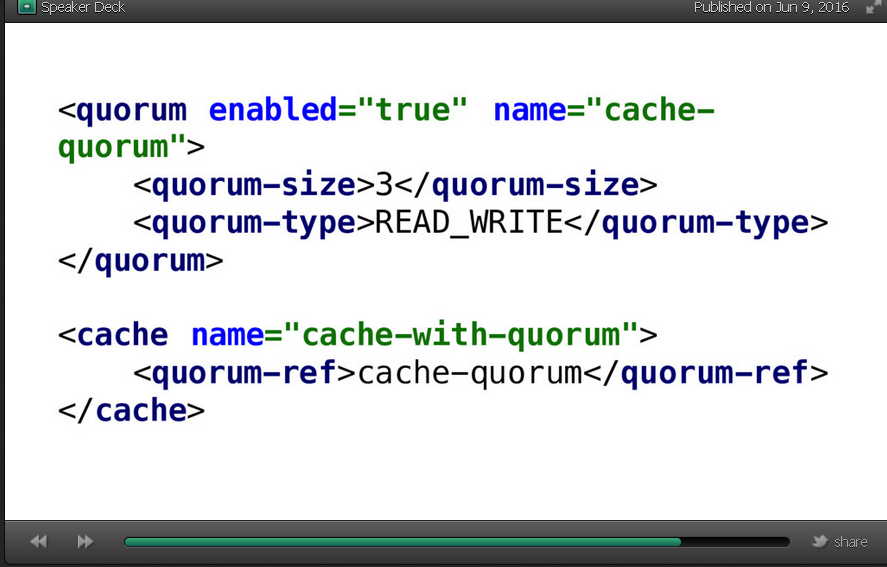 Speaker Deck
Published on Jun 9, 2016
<quorum enabled="true" name="cache-
quorum">
<quorum-size>3</quorum-size>
<quorum-type>READ_WRITE</quorum-type>
</quorum>
<cache name="cache-with-quorum">
<quorum-ref>cache-quorum</quorum-ref>
</cache>
share